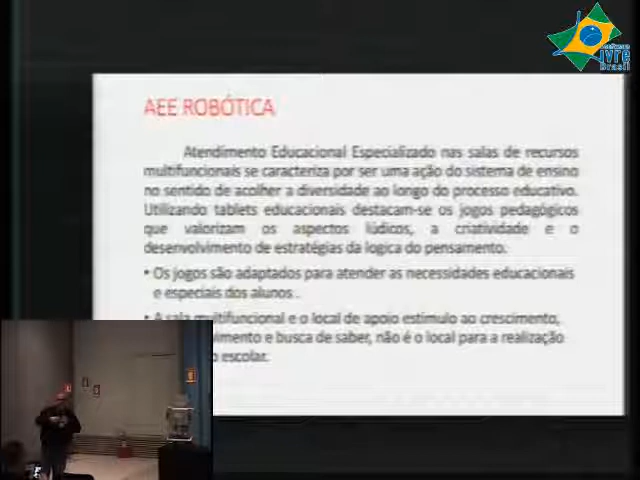 ivre
Brasil
AEE ROBÓTICA
Atendimento Educacional Especializado nas salas de recursos
multifuncionais se caracteriza por ser uma ação do sistema de ensino
no sentido de acolher a diversidade ao longo do processo educativo.
Utilizando tablets educacionais destacam-se os jogos pedagógicos
que valorizam os aspectos lúdicos, a criatividade e o
desenvolvimento de estratégias da logica do pensamento.
• Os jogos são adaptados para atender as necessidades educacionais
e especiais dos alunos .
• A sala multifuncional e o local de apoio estimulo ao crescimento,
vimento e busca de saber, não é o local para a realização
o escolar.